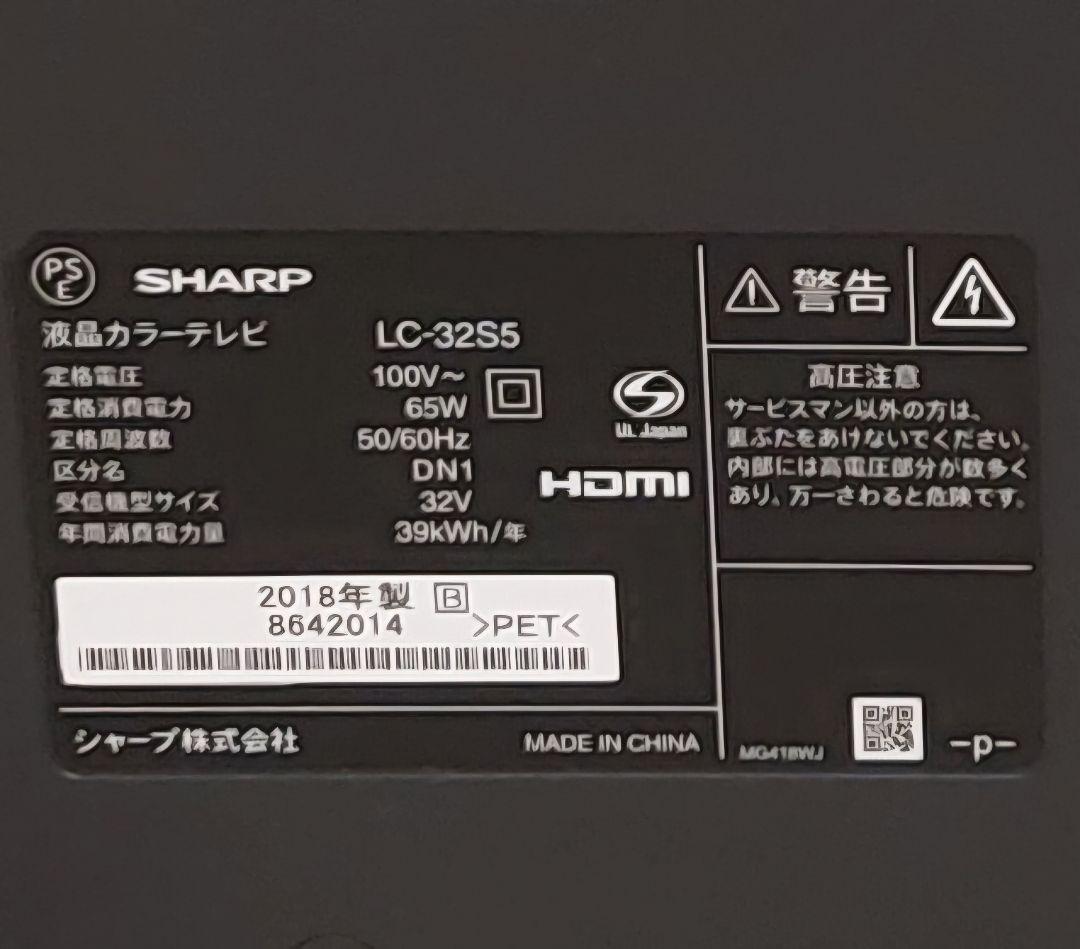 PS
E
SHARP
液晶カラーテレビ LC-32S5
定格電圧 100V～
定格消費電力 65W
定格周波数 50/60Hz
区分名 DN1
受信機型サイズ 32V
年間消費電力量 39kWh/年
UL Japan
HDMI
2018年製 B
8642014 >PET<
シャープ株式会社 MADE IN CHINA
警告
高圧注意
サービスマン以外の方は、
裏ぶたをあけないでください。
内部には高電圧部分が数多く
あり、万一さわると危険です。
-p-